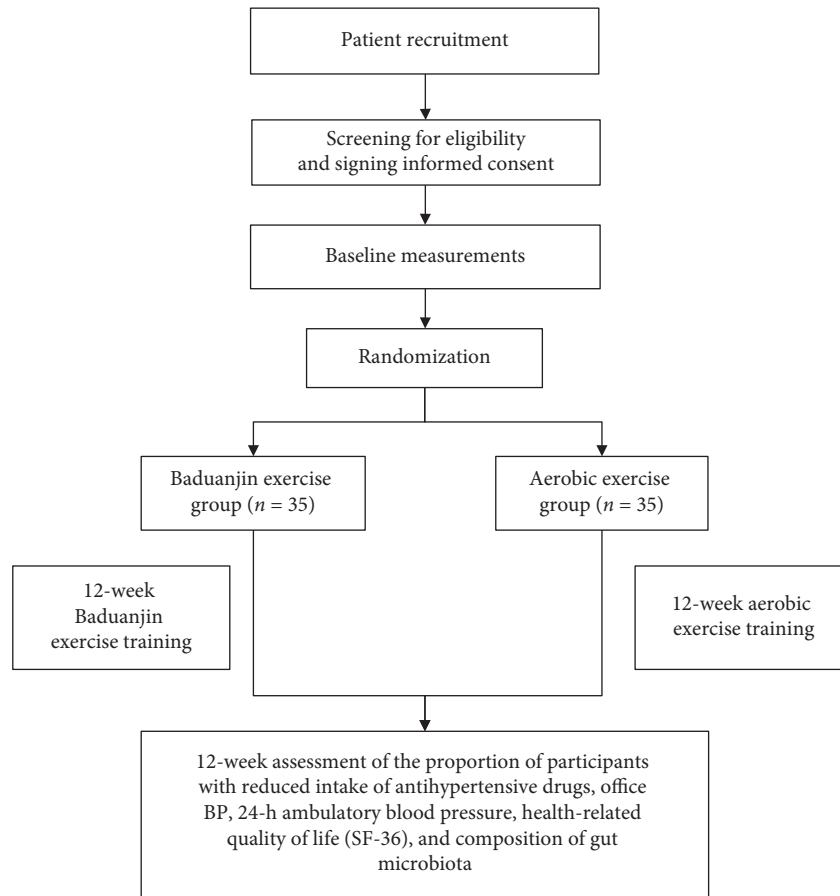 Patient recruitment
Screening for eligibility
and signing informed consent
Baseline measurements
Randomization
Baduanjin exercise
group (n = 35)
Aerobic exercise
group (n = 35)
12-week
Baduanjin
exercise training
12-week aerobic
exercise training
12-week assessment of the proportion of participants
with reduced intake of antihypertensive drugs, office
BP, 24-h ambulatory blood pressure, health-related
quality of life (SF-36), and composition of gut
microbiota